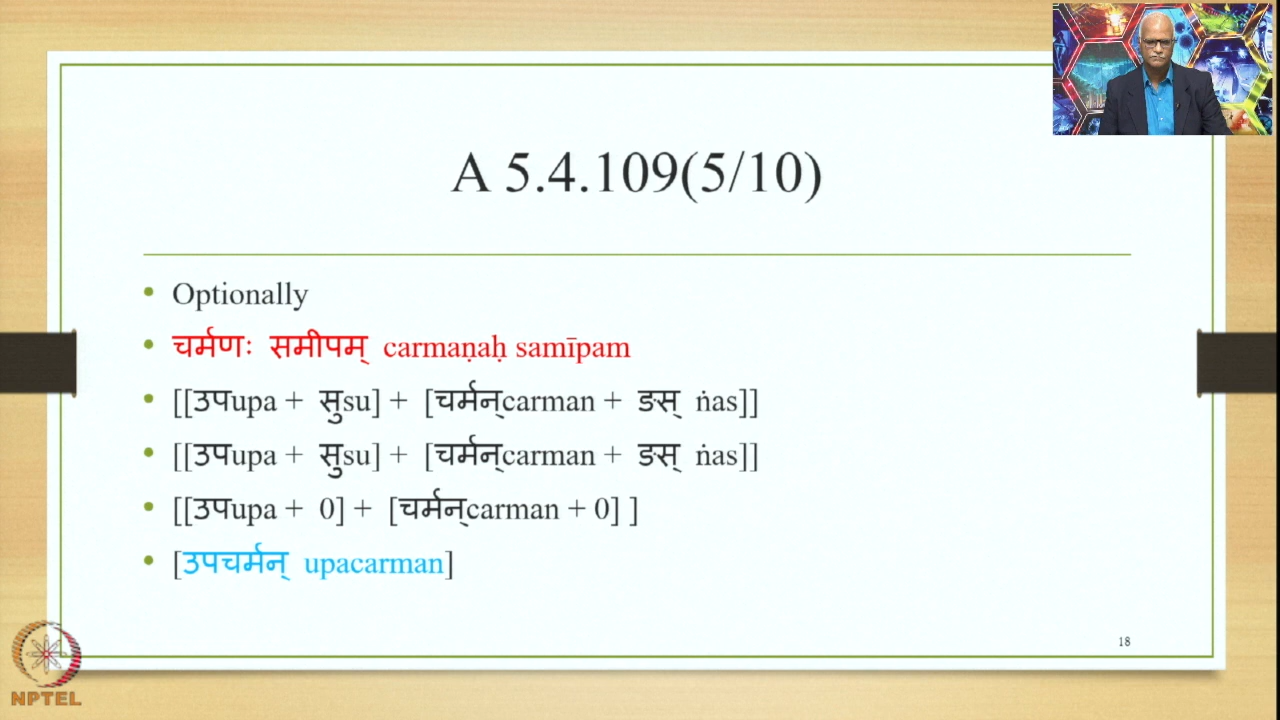 A 5.4.109(5/10)
Optionally
चर्मणः समीपम् carmaṇaḥ samīpam
[[उपupa + सुsu] + [चर्मन्carman + ङस् ṅas]]
[[उपupa + सुsu] + [चर्मन्carman + ङस् ṅas]]
[[उपupa + 0] + [चर्मन्carman + 0] ]
[उपचर्मन् upacarman]
18
NPTEL